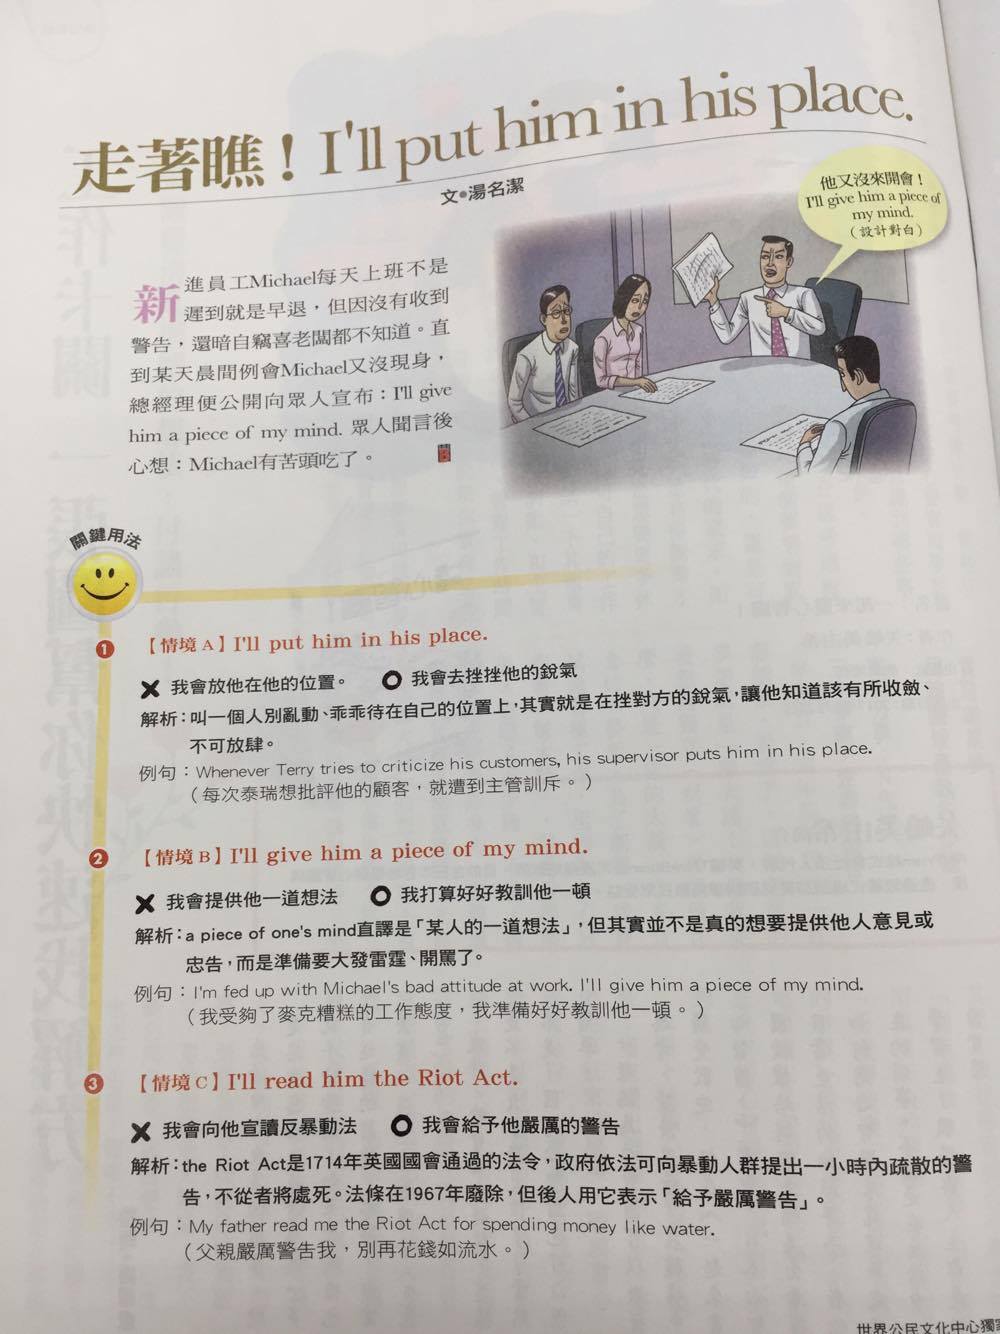 走著瞧！I'll put him in his place.
文●湯名潔
他又沒來開會！
I'll give him a piece of
my mind.
（設計對白）
新進員工Michael每天上班不是
遲到就是早退，但因沒有收到
警告，還暗自竊喜老闆都不知道。直
到某天晨間例會Michael又沒現身，
總經理便公開向眾人宣布：I'll give
him a piece of my mind. 眾人聞言後
心想：Michael有苦頭吃了。
關鍵用法
1 【情境A】I'll put him in his place.
✗ 我會放他在他的位置。 ○ 我會去挫挫他的銳氣
解析：叫一個人別亂動、乖乖待在自己的位置上，其實就是在挫對方的銳氣，讓他知道該有所收斂、
不可放肆。
例句：Whenever Terry tries to criticize his customers, his supervisor puts him in his place.
（每次泰瑞想批評他的顧客，就遭到主管訓斥。）
2 【情境B】I'll give him a piece of my mind.
✗ 我會提供他一道想法 ○ 我打算好好教訓他一頓
解析：a piece of one's mind直譯是「某人的一道想法」，但其實並不是真的想要提供他人意見或
忠告，而是準備要大發雷霆、開罵了。
例句：I'm fed up with Michael's bad attitude at work. I'll give him a piece of my mind.
（我受夠了麥克糟糕的工作態度，我準備好好教訓他一頓。）
3 【情境C】I'll read him the Riot Act.
✗ 我會向他宣讀反暴動法 ○ 我會給予他嚴厲的警告
解析：the Riot Act是1714年英國國會通過的法令，政府依法可向暴動人群提出一小時內疏散的警
告，不從者將處死。法條在1967年廢除，但後人用它表示「給予嚴厲警告」。
例句：My father read me the Riot Act for spending money like water.
（父親嚴厲警告我，別再花錢如流水。）
世界公民文化中心獨家